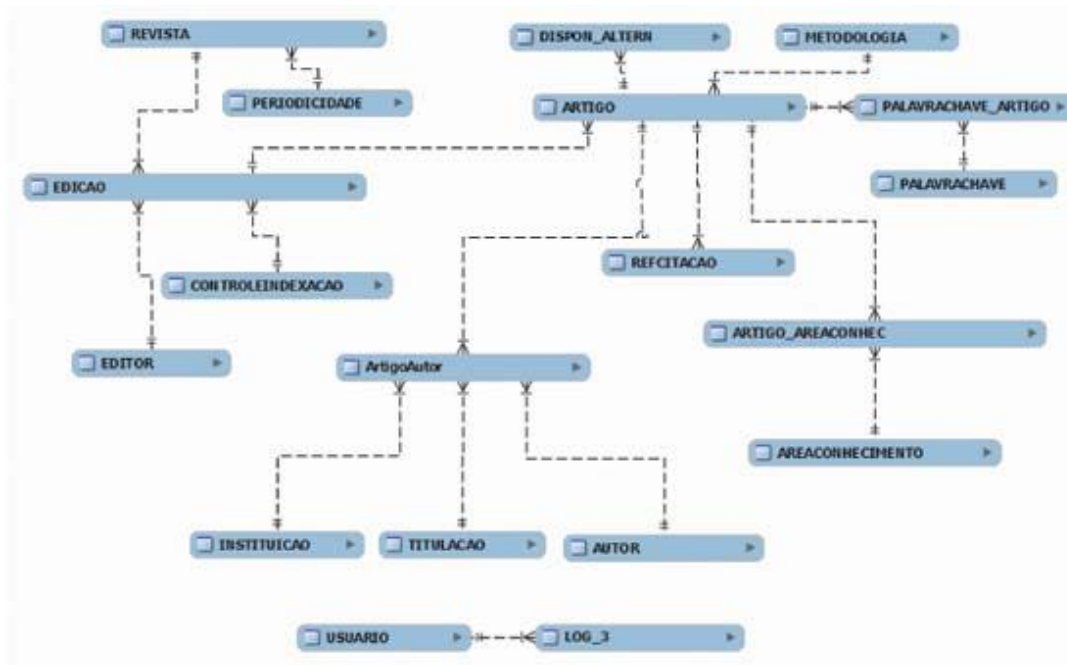 REVISTA
DISPON_ALTERN
METODOLOGIA
PERIODICIDADE
ARTIGO
PALAVRACHAVE_ARTIGO
EDICAO
PALAVRACHAVE
REFCITACAO
CONTROLEINDEXACAO
ARTIGO_AREACONHEC
EDITOR
ArtigoAutor
AREACONHECIMENTO
INSTITUICAO
TITULACAO
AUTOR
USUARIO
LOG_3